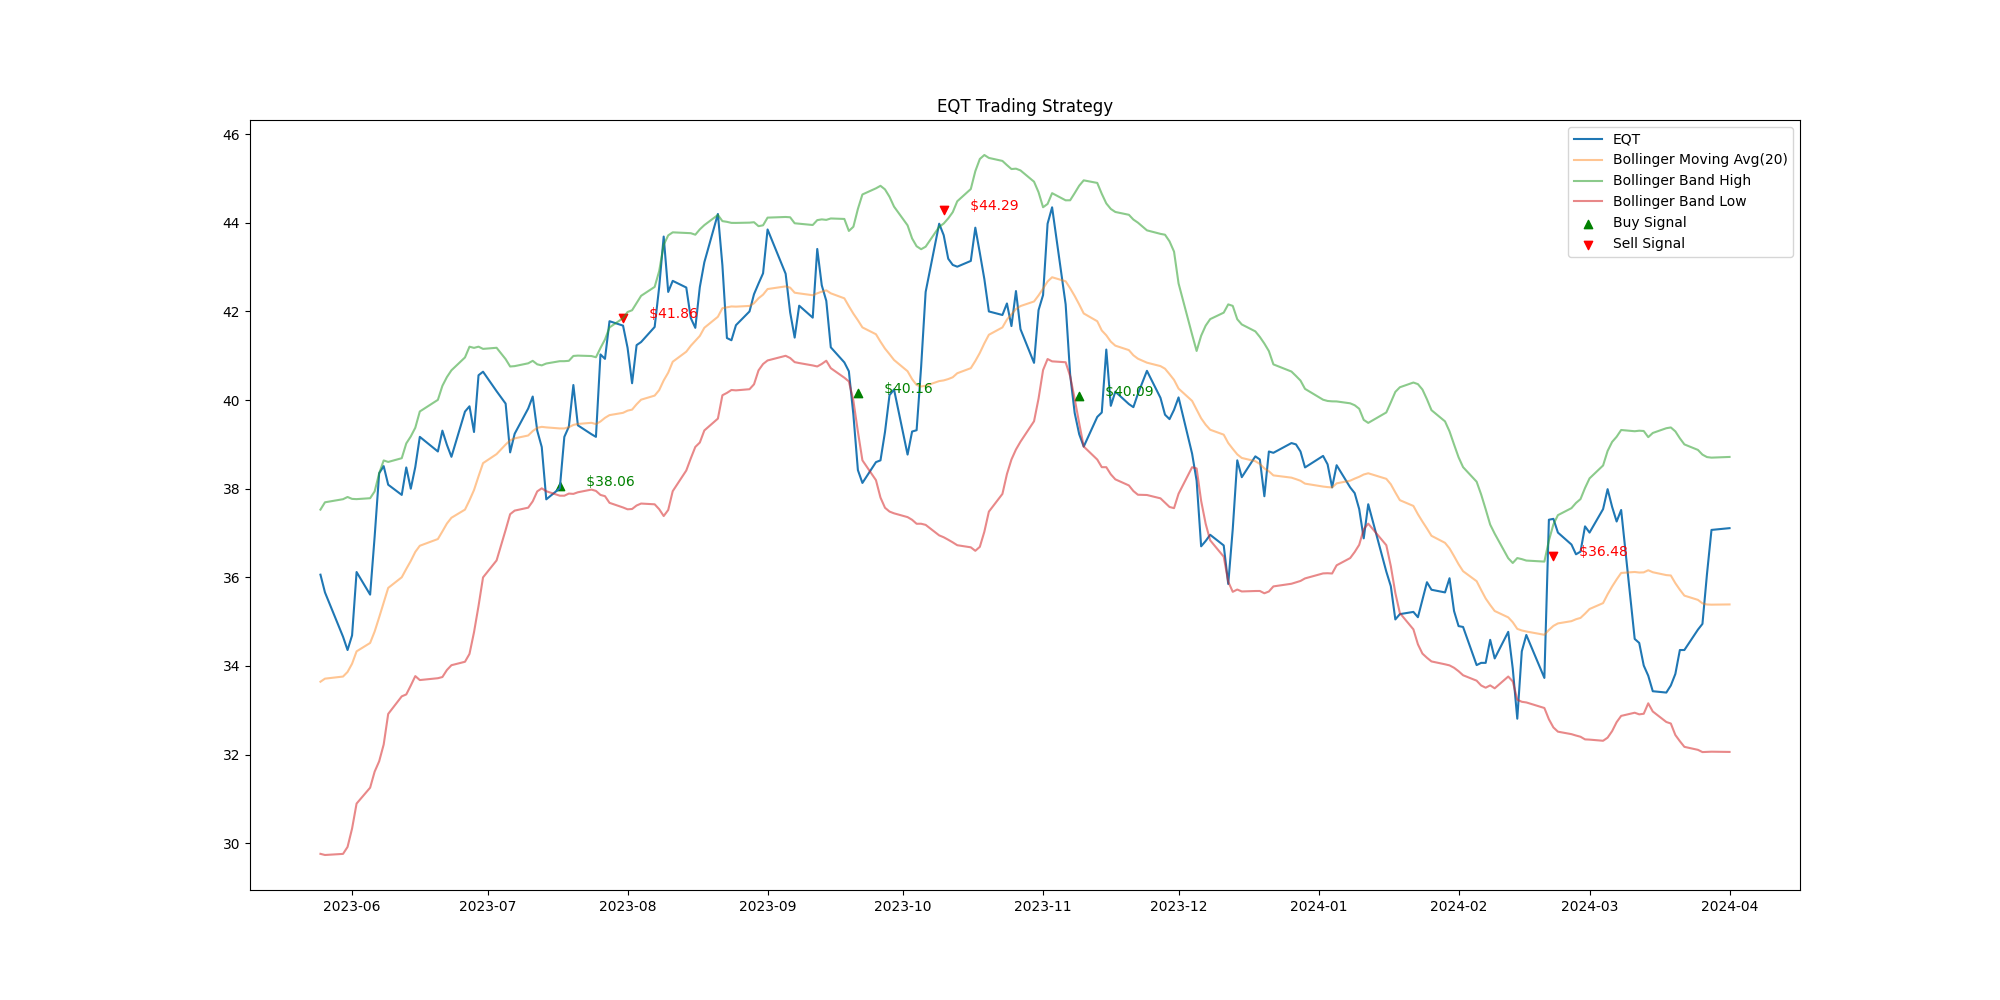 EQT Trading Strategy
46
44
42
40
38
36
34
32
30
EQT
Bollinger Moving Avg(20)
Bollinger Band High
Bollinger Band Low
Buy Signal
Sell Signal
$44.29
$41.86
$40.16
$40.09
$38.06
$36.48
2023-06 2023-07 2023-08 2023-09 2023-10 2023-11 2023-12 2024-01 2024-02 2024-03 2024-04